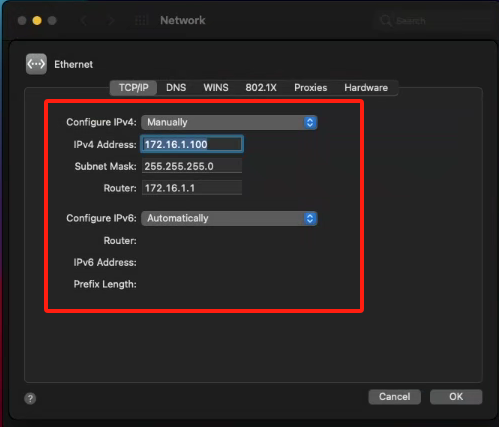 Network
Search
Ethernet
TCP/IP DNS WINS 802.1X Proxies Hardware
Configure IPv4: Manually
IPv4 Address: 172.16.1.100
Subnet Mask: 255.255.255.0
Router: 172.16.1.1
Configure IPv6: Automatically
Router:
IPv6 Address:
Prefix Length:
? Cancel OK